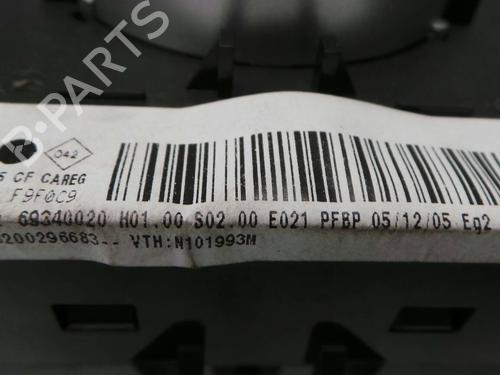 B-PARTS
042
5 CF CAREG
F9F0C9
69340020 H01.00 S02.00 E021 PFBP 05/12/05 Eg2
8200296683-- VTH:N101993M